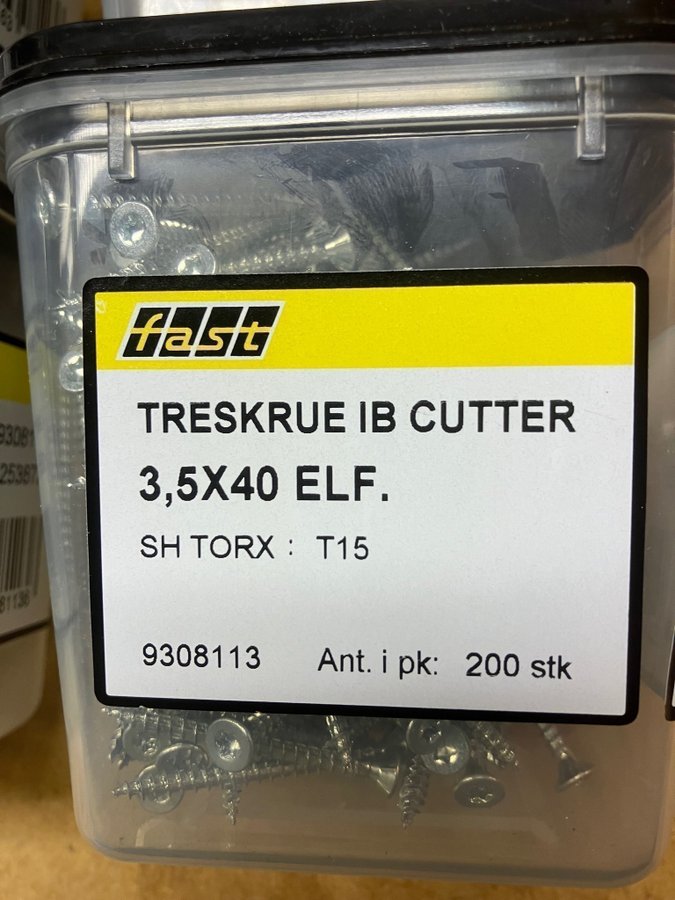 fast
TRESKRUE IB CUTTER
3,5X40 ELF.
SH TORX : T15
9308113 Ant. i pk: 200 stk